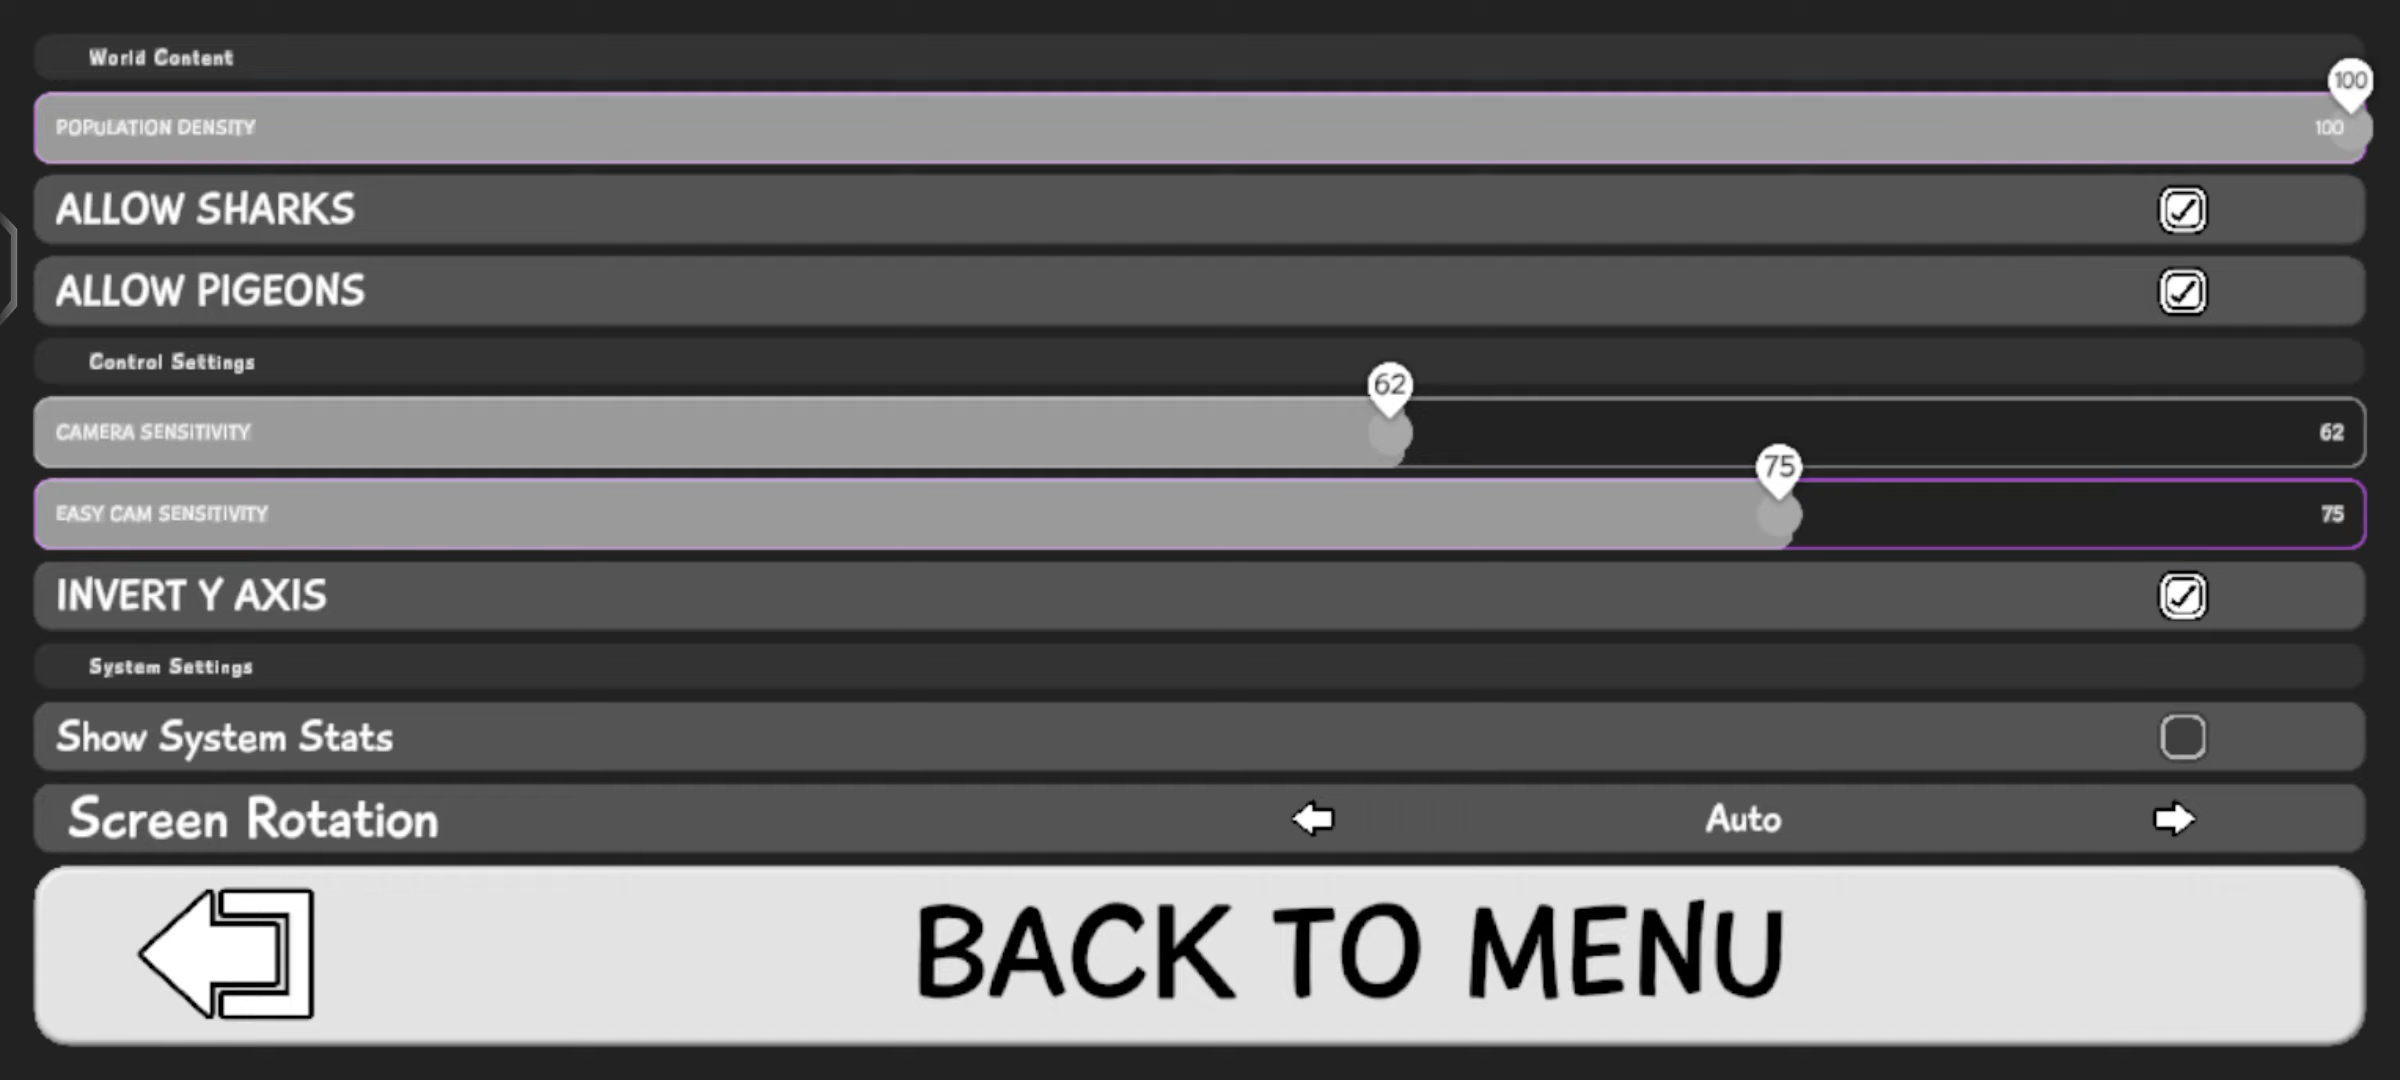 World Content
100
POPULATION DENSITY 100
ALLOW SHARKS
ALLOW PIGEONS
Control Settings
62
CAMERA SENSITIVITY 62
75
EASY CAM SENSITIVITY 75
INVERT Y AXIS
System Settings
Show System Stats
Screen Rotation Auto
BACK TO MENU